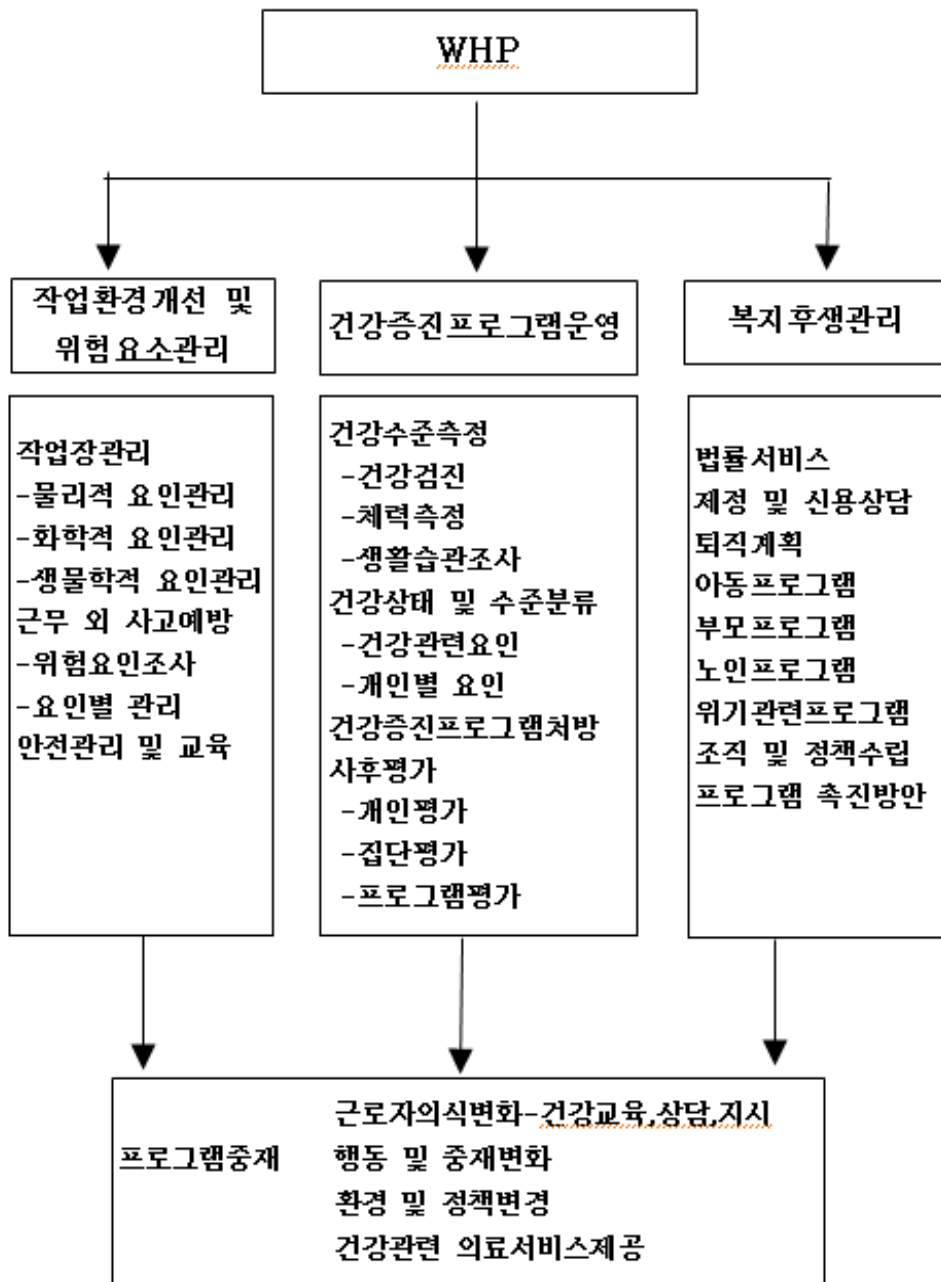 WHP
작업환경개선 및
위험요소관리
건강증진프로그램운영
복지후생관리
작업장관리
-물리적 요인관리
-화학적 요인관리
-생물학적 요인관리
근무 외 사고예방
-위험요인조사
-요인별 관리
안전관리 및 교육
건강수준측정
-건강검진
-체력측정
-생활습관조사
건강상태 및 수준분류
-건강관련요인
-개인별 요인
건강증진프로그램처방
사후평가
-개인평가
-집단평가
-프로그램평가
법률서비스
제정 및 신용상담
퇴직계획
아동프로그램
부모프로그램
노인프로그램
위기관련프로그램
조직 및 정책수립
프로그램 촉진방안
프로그램중재
근로자의식변화-건강교육,상담,지시
행동 및 중재변화
환경 및 정책변경
건강관련 의료서비스제공